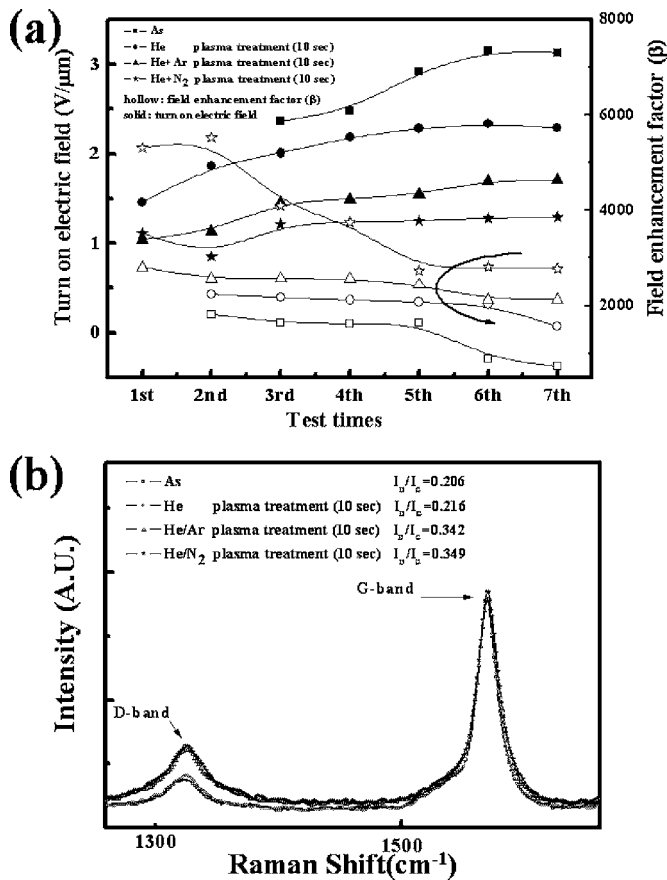 (a)
As
He plasma treatment (10 sec)
He+Ar plasma treatment (10 sec)
He+N2 plasma treatment (10 sec)
hollow : field enhancement factor (β)
solid : turn on electric field
Turn on electric field (V/μm)
3
2
1
0
8000
6000
4000
2000
Field enhancement factor (β)
1st 2nd 3rd 4th 5th 6th 7th
Test times
(b)
As ID/IG=0.206
He plasma treatment (10 sec) ID/IG=0.216
He/Ar plasma treatment (10 sec) ID/IG=0.342
He/N2 plasma treatment (10 sec) ID/IG=0.349
G-band
D-band
Intensity (A.U.)
1300 1500
Raman Shift(cm-1)